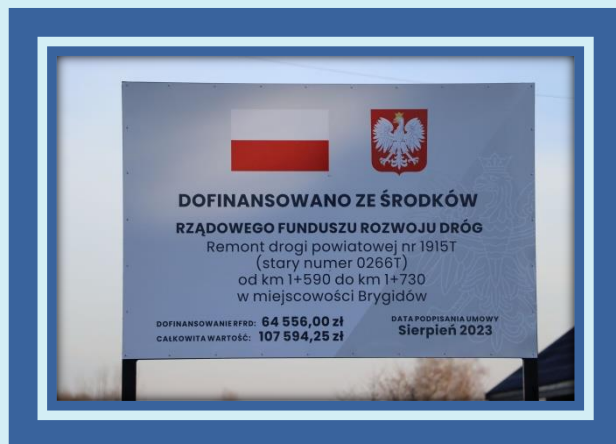 DOFINANSOWANO ZE ŚRODKÓW
RZĄDOWEGO FUNDUSZU ROZWOJU DRÓG
Remont drogi powiatowej nr 1915T
(stary numer 0266T)
od km 1+590 do km 1+730
w miejscowości Brygidów
DOFINANSOWANIE RFRD: 64 556,00 zł
CAŁKOWITA WARTOŚĆ: 107 594,25 zł
DATA PODPISANIA UMOWY
Sierpień 2023